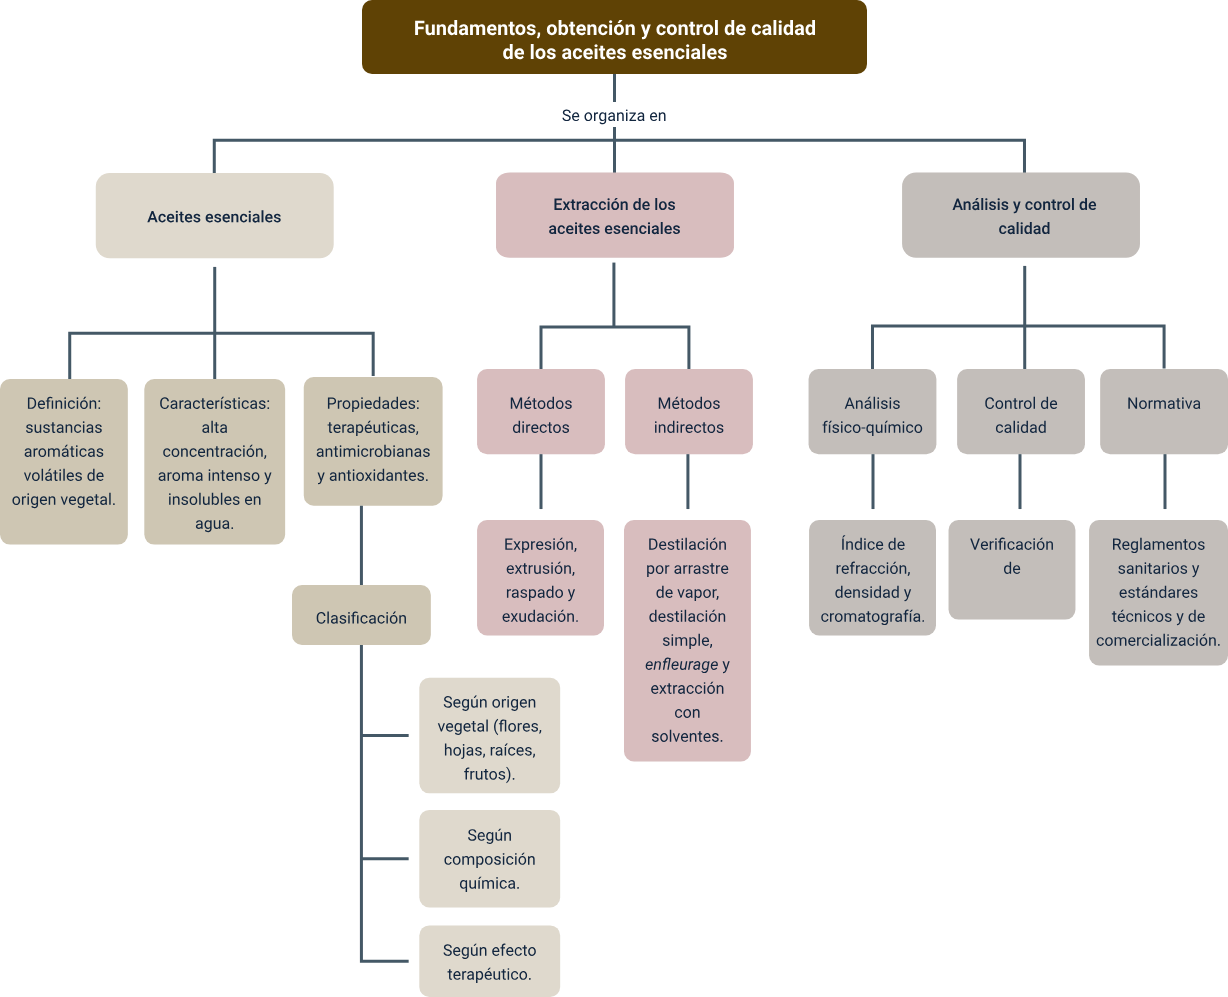 Fundamentos, obtención y control de calidad
de los aceites esenciales
Se organiza en
Aceites esenciales
Definición:
sustancias
aromáticas
volátiles de
origen vegetal.
Características:
alta
concentración,
aroma intenso y
insolubles en
agua.
Propiedades:
terapéuticas,
antimicrobianas
y antioxidantes.
Clasificación
Según origen
vegetal (flores,
hojas, raíces,
frutos).
Según
composición
química.
Según efecto
terapéutico.
Extracción de los
aceites esenciales
Métodos
directos
Expresión,
extrusión,
raspado y
exudación.
Métodos
indirectos
Destilación
por arrastre
de vapor,
destilación
simple,
enfleurage y
extracción
con
solventes.
Análisis y control de
calidad
Análisis
físico-químico
Índice de
refracción,
densidad y
cromatografía.
Control de
calidad
Verificación
de
Normativa
Reglamentos
sanitarios y
estándares
técnicos y de
comercialización.